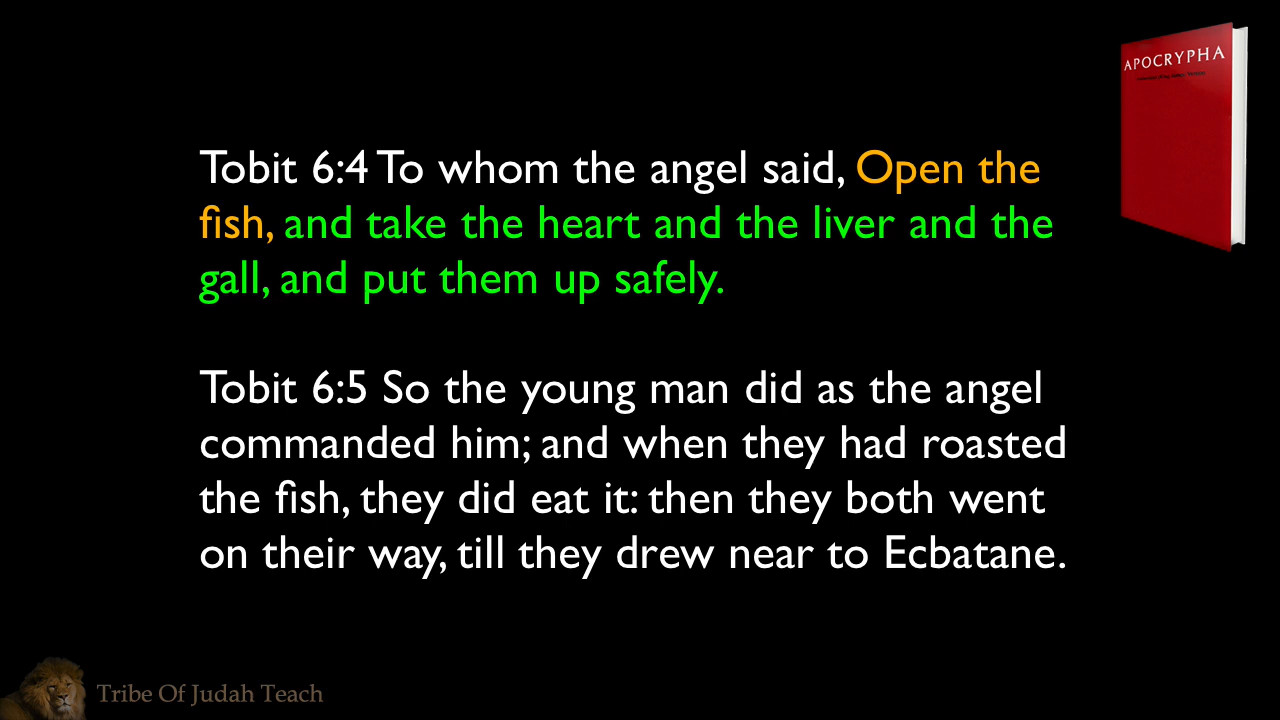 APOCRYPHA
Tobit 6:4 To whom the angel said, Open the
fish, and take the heart and the liver and the
gall, and put them up safely.
Tobit 6:5 So the young man did as the angel
commanded him; and when they had roasted
the fish, they did eat it: then they both went
on their way, till they drew near to Ecbatane.
Tribe Of Judah Teach